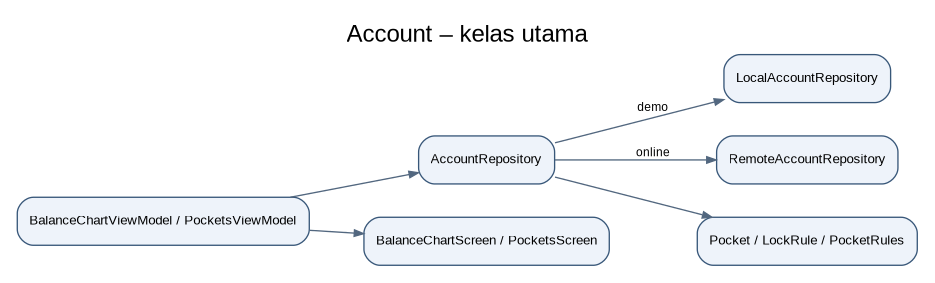 Account – kelas utama
LocalAccountRepository
demo
AccountRepository
online
RemoteAccountRepository
BalanceChartViewModel / PocketsViewModel
BalanceChartScreen / PocketsScreen
Pocket / LockRule / PocketRules